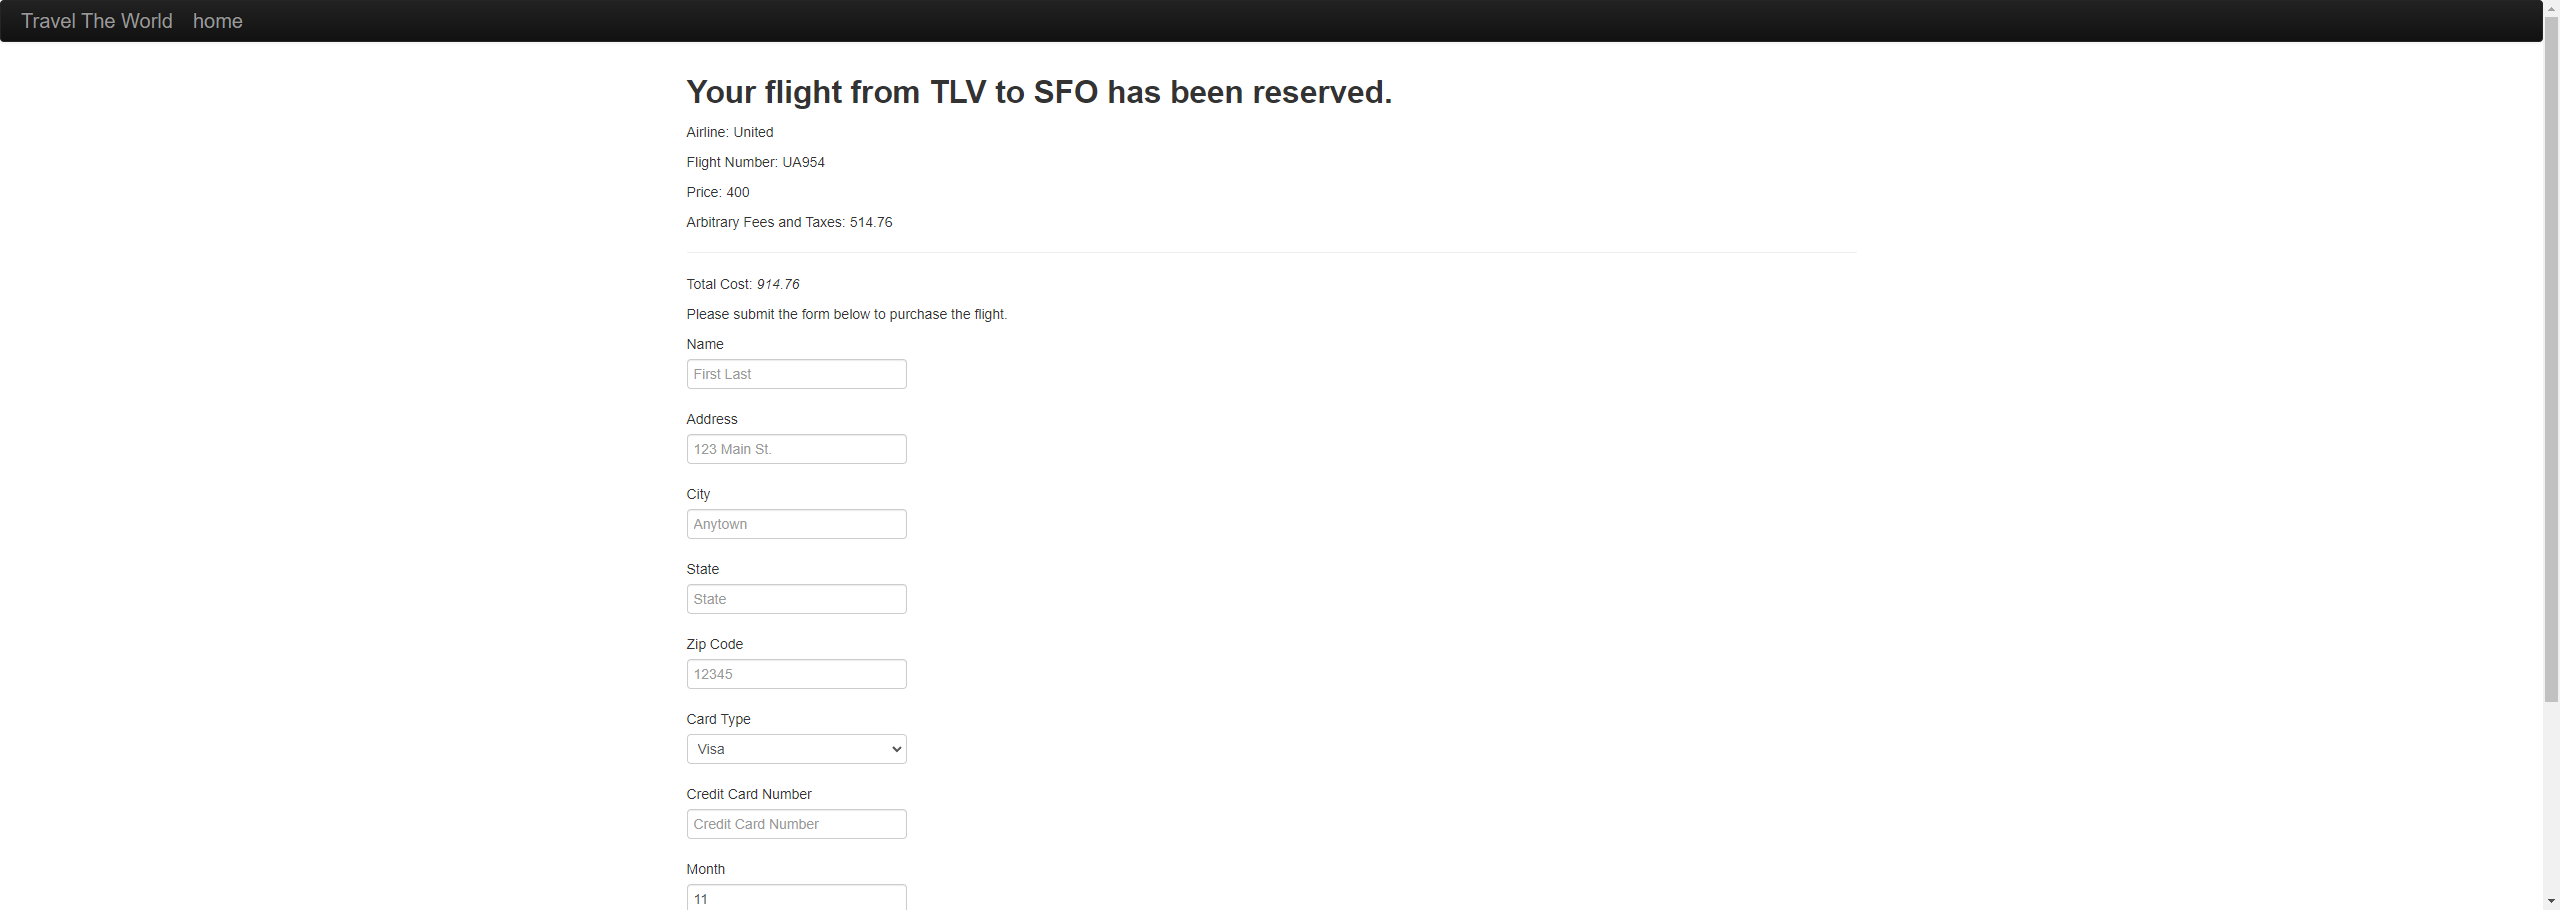 Travel The World home
Your flight from TLV to SFO has been reserved.
Airline: United
Flight Number: UA954
Price: 400
Arbitrary Fees and Taxes: 514.76
Total Cost: 914.76
Please submit the form below to purchase the flight.
Name
First Last
Address
123 Main St.
City
Anytown
State
State
Zip Code
12345
Card Type
Visa
Credit Card Number
Credit Card Number
Month
11